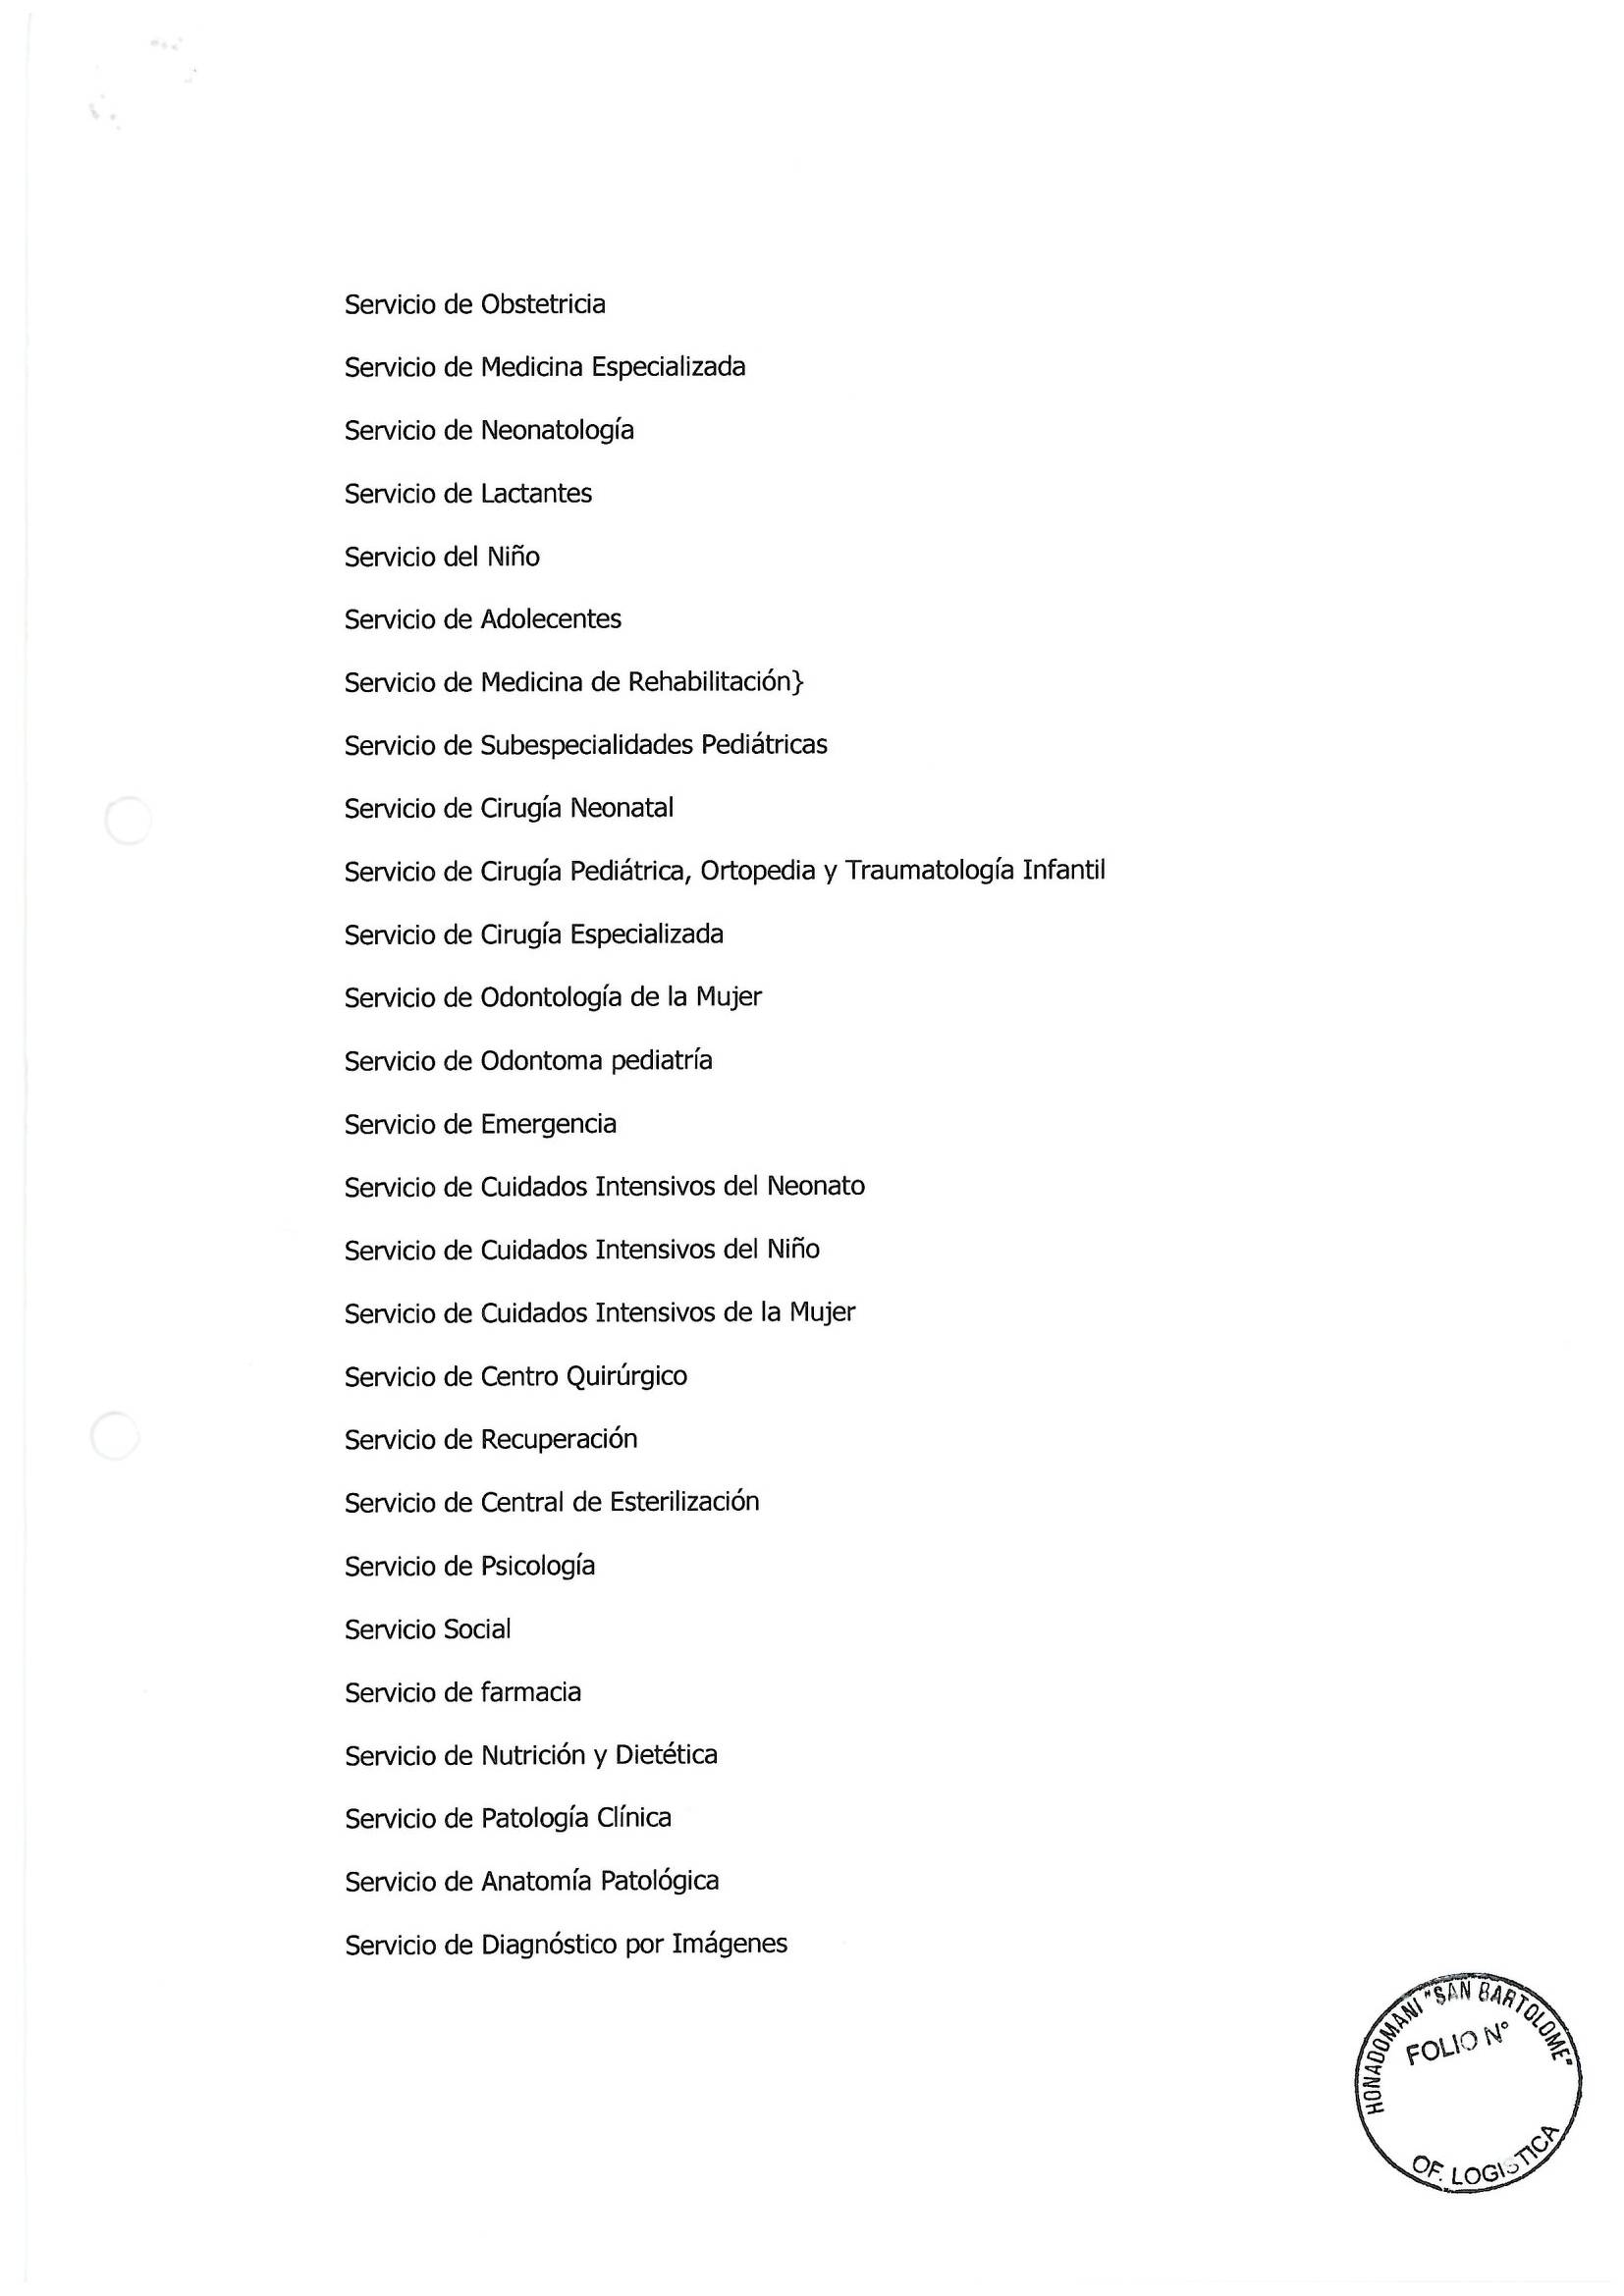 Servicio de Obstetricia
Servicio de Medicina Especializada
Servicio de Neonatología
Servicio de Lactantes
Servicio del Niño
Servicio de Adolecentes
Servicio de Medicina de Rehabilitación}
Servicio de Subespecialidades Pediátricas
Servicio de Cirugía Neonatal
Servicio de Cirugía Pediátrica, Ortopedia y Traumatología Infantil
Servicio de Cirugía Especializada
Servicio de Odontología de la Mujer
Servicio de Odontoma pediatría
Servicio de Emergencia
Servicio de Cuidados Intensivos del Neonato
Servicio de Cuidados Intensivos del Niño
Servicio de Cuidados Intensivos de la Mujer
Servicio de Centro Quirúrgico
Servicio de Recuperación
Servicio de Central de Esterilización
Servicio de Psicología
Servicio Social
Servicio de farmacia
Servicio de Nutrición y Dietética
Servicio de Patología Clínica
Servicio de Anatomía Patológica
Servicio de Diagnóstico por Imágenes
HONADOMANI "SAN BARTOLOME"
FOLIO N°
OF. LOGISTICA